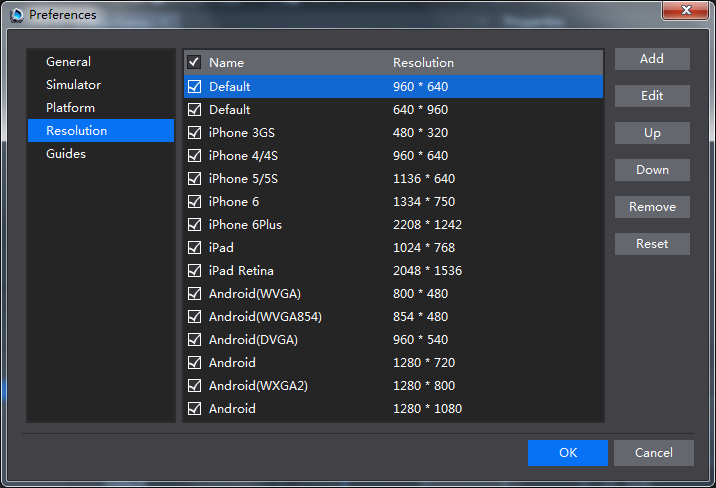 Preferences
General
Simulator
Platform
Resolution
Guides
Name Resolution
Default 960 * 640
Default 640 * 960
iPhone 3GS 480 * 320
iPhone 4/4S 960 * 640
iPhone 5/5S 1136 * 640
iPhone 6 1334 * 750
iPhone 6Plus 2208 * 1242
iPad 1024 * 768
iPad Retina 2048 * 1536
Android(WVGA) 800 * 480
Android(WVGA854) 854 * 480
Android(DVGA) 960 * 540
Android 1280 * 720
Android(WXGA2) 1280 * 800
Android 1280 * 1080
Add
Edit
Up
Down
Remove
Reset
OK Cancel